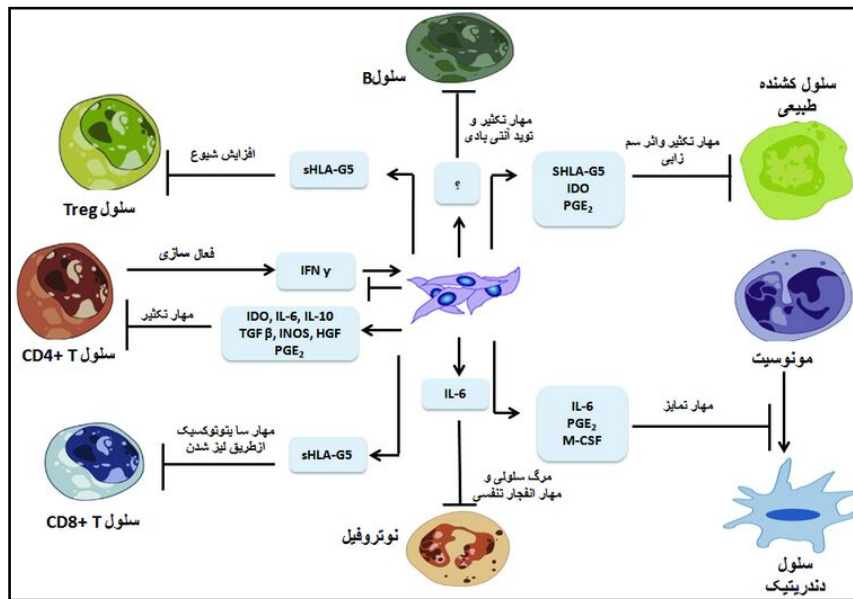 سلولB
مهار تکثیر و
توید آنتی بادی
؟
سلول کشنده
طبیعی
مهار تکثیر واثر سم
زایی
SHLA-G5
IDO
PGE₂
افزایش شیوع
sHLA-G5
سلول Treg
فعال سازی
IFN γ
مهار تکثیر
IDO, IL-6, IL-10
TGF β, INOS, HGF
PGE₂
سلول CD4+ T
مونوسیت
IL-6
IL-6
PGE₂
M-CSF
مهار تمایز
مهار سا یتوتوکسیک
ازطریق لیز شدن
sHLA-G5
سلول CD8+ T
مرگ سلولی و
مهار انفجار تنفسی
نوتروفیل
سلول
دندریتیک